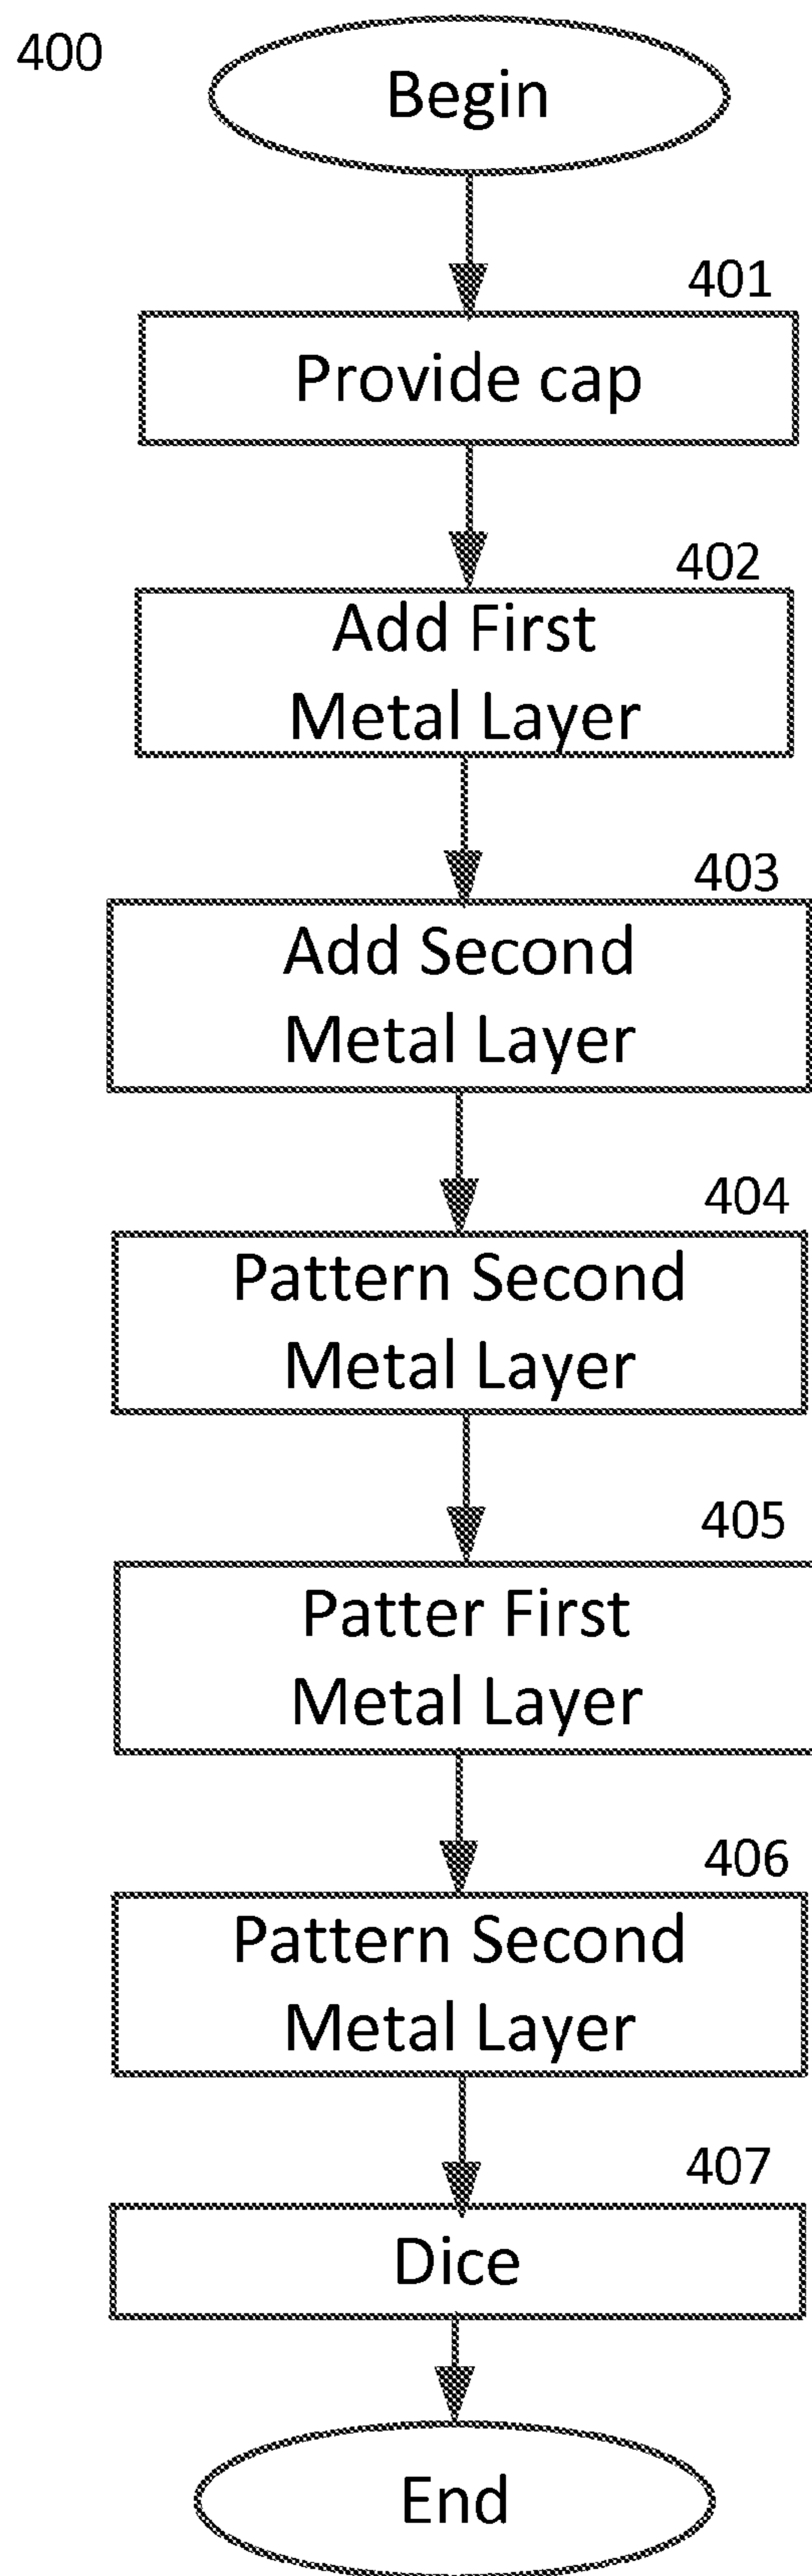 400
Begin
401
Provide cap
402
Add First
Metal Layer
403
Add Second
Metal Layer
404
Pattern Second
Metal Layer
405
Patter First
Metal Layer
406
Pattern Second
Metal Layer
407
Dice
End